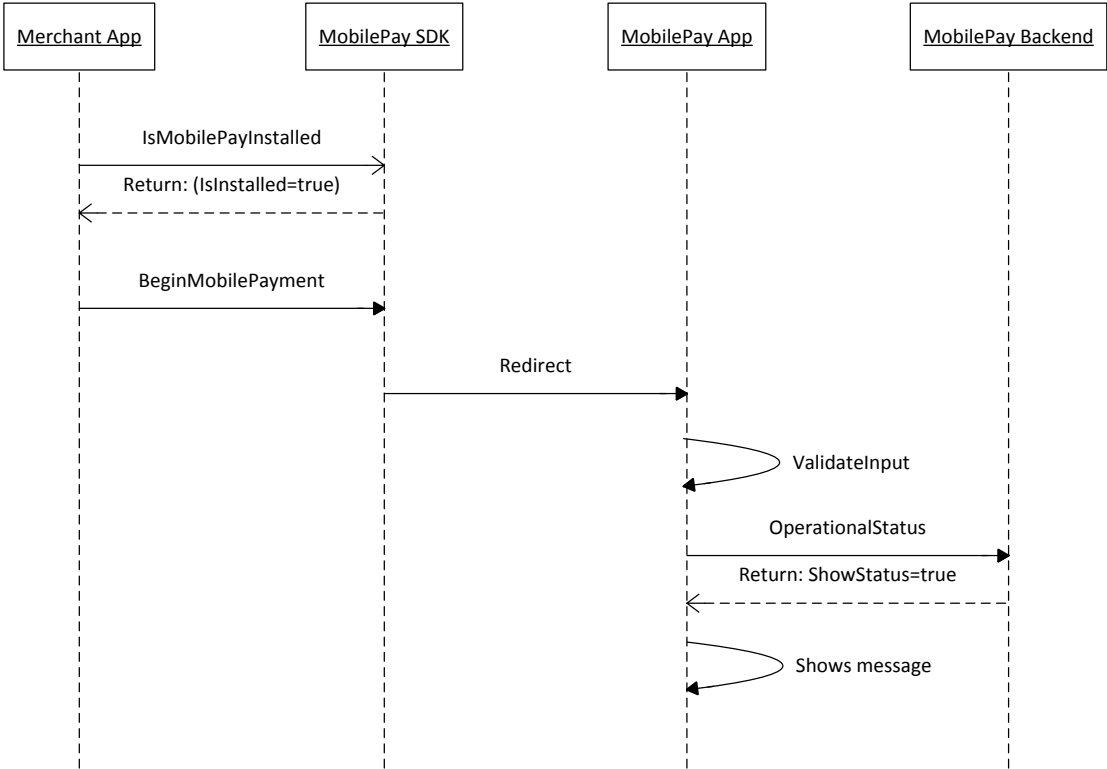 Merchant App
MobilePay SDK
MobilePay App
MobilePay Backend
IsMobilePayInstalled
Return: (IsInstalled=true)
BeginMobilePayment
Redirect
ValidateInput
OperationalStatus
Return: ShowStatus=true
Shows message